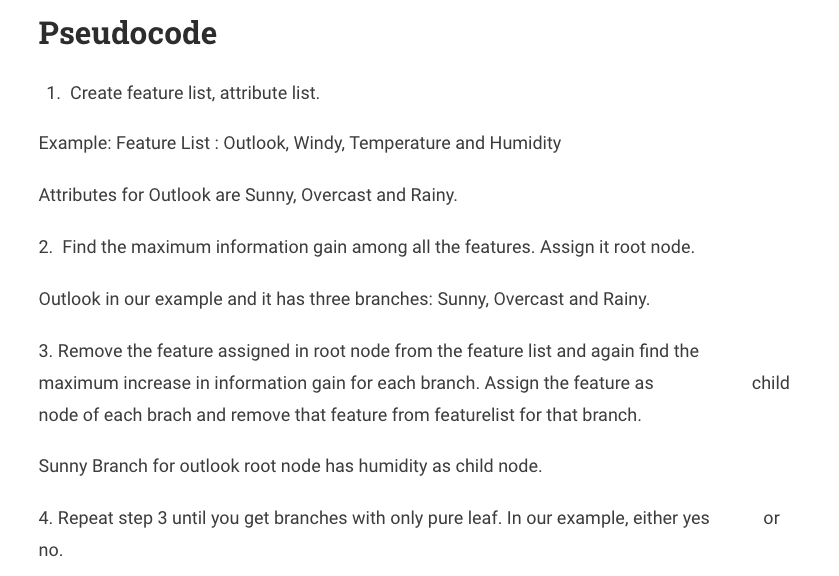 Pseudocode
1. Create feature list, attribute list.
Example: Feature List : Outlook, Windy, Temperature and Humidity
Attributes for Outlook are Sunny, Overcast and Rainy.
2. Find the maximum information gain among all the features. Assign it root node.
Outlook in our example and it has three branches: Sunny, Overcast and Rainy.
3. Remove the feature assigned in root node from the feature list and again find the
maximum increase in information gain for each branch. Assign the feature as child
node of each brach and remove that feature from featurelist for that branch.
Sunny Branch for outlook root node has humidity as child node.
4. Repeat step 3 until you get branches with only pure leaf. In our example, either yes or
no.